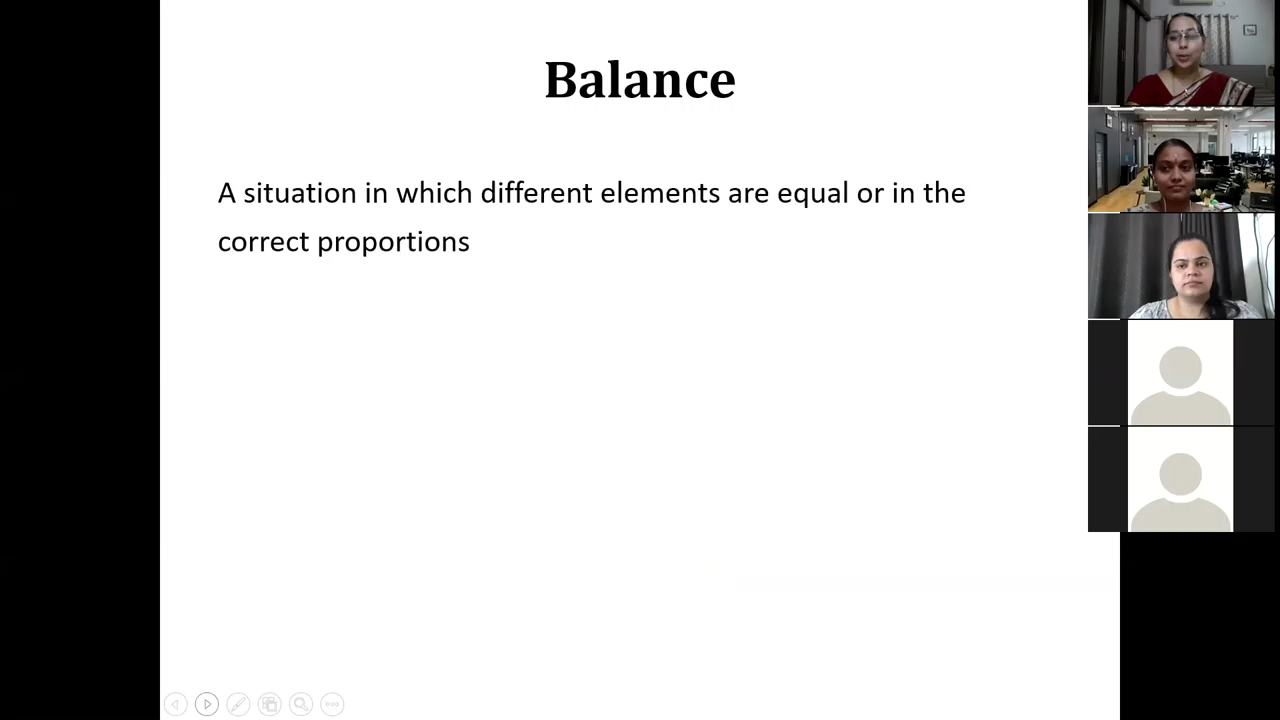 Balance
A situation in which different elements are equal or in the
correct proportions